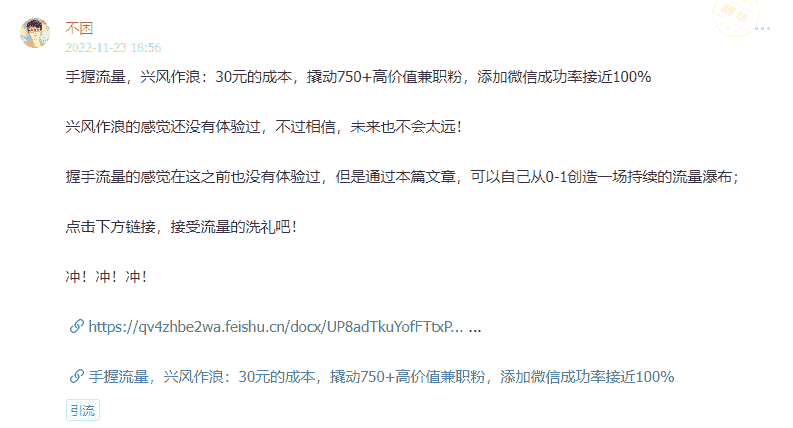 不困
2022-11-23 18:56
手握流量，兴风作浪：30元的成本，撬动750+高价值兼职粉，添加微信成功率接近100%
兴风作浪的感觉还没有体验过，不过相信，未来也不会太远！
握手流量的感觉在这之前也没有体验过，但是通过本篇文章，可以自己从0-1创造一场持续的流量瀑布；
点击下方链接，接受流量的洗礼吧！
冲！冲！冲！
https://qv4zhbe2wa.feishu.cn/docx/UP8adTkuYofFTtxP... ...
手握流量，兴风作浪：30元的成本，撬动750+高价值兼职粉，添加微信成功率接近100%
引流